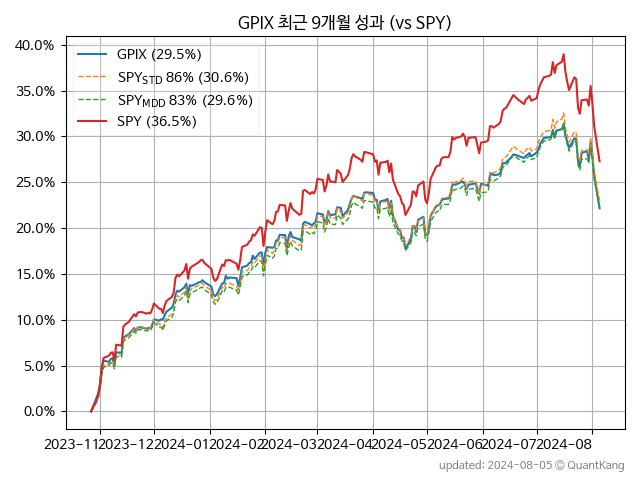 GPIX 최근 9개월 성과 (vs SPY)
GPIX (29.5%)
SPYSTD 86% (30.6%)
SPYMDD 83% (29.6%)
SPY (36.5%)
40.0%
35.0%
30.0%
25.0%
20.0%
15.0%
10.0%
5.0%
0.0%
2023-11 2023-12 2024-01 2024-02 2024-03 2024-04 2024-05 2024-06 2024-07 2024-08
updated: 2024-08-05 © QuantKang